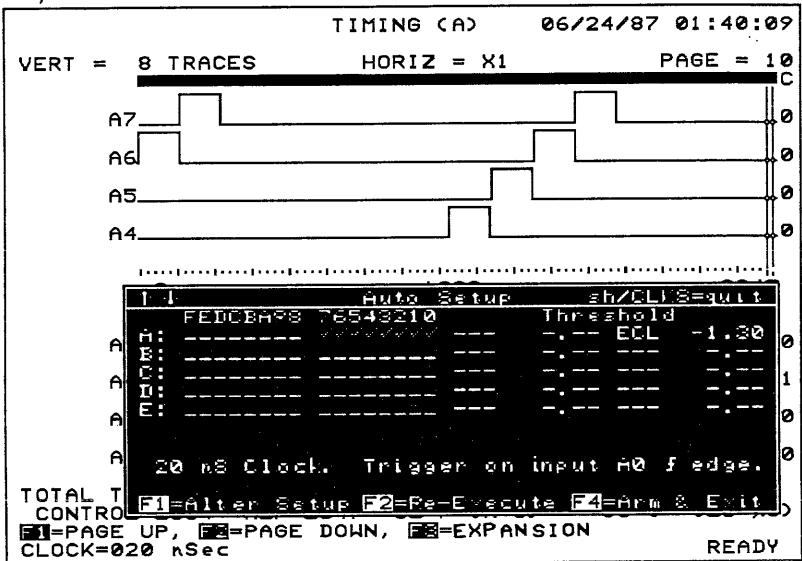 TIMING (A) 06/24/87 01:40:09
VERT = 8 TRACES HORIZ = X1 PAGE = 10
C
A7 0
A6 0
A5 0
A4 0
↑ ↓ Auto Setup sh/CLR S=quit
FEDCBA98 76543210 Threshold
A: -------- ✓✓✓✓✓✓✓✓ --- -.-- ECL -1.30
A 0
B: -------- -------- --- -.-- --- -.--
C: -------- -------- --- -.-- --- -.--
A 1
D: -------- -------- --- -.-- --- -.--
E: -------- -------- --- -.-- --- -.--
A 0
A 0
20 nS Clock. Trigger on input A0 ƒ edge.
TOTAL T
F1=Alter Setup F2=Re-Execute F4=Arm & Exit
CONTRO
=PAGE UP, =PAGE DOWN, =EXPANSION
CLOCK=020 nSec READY